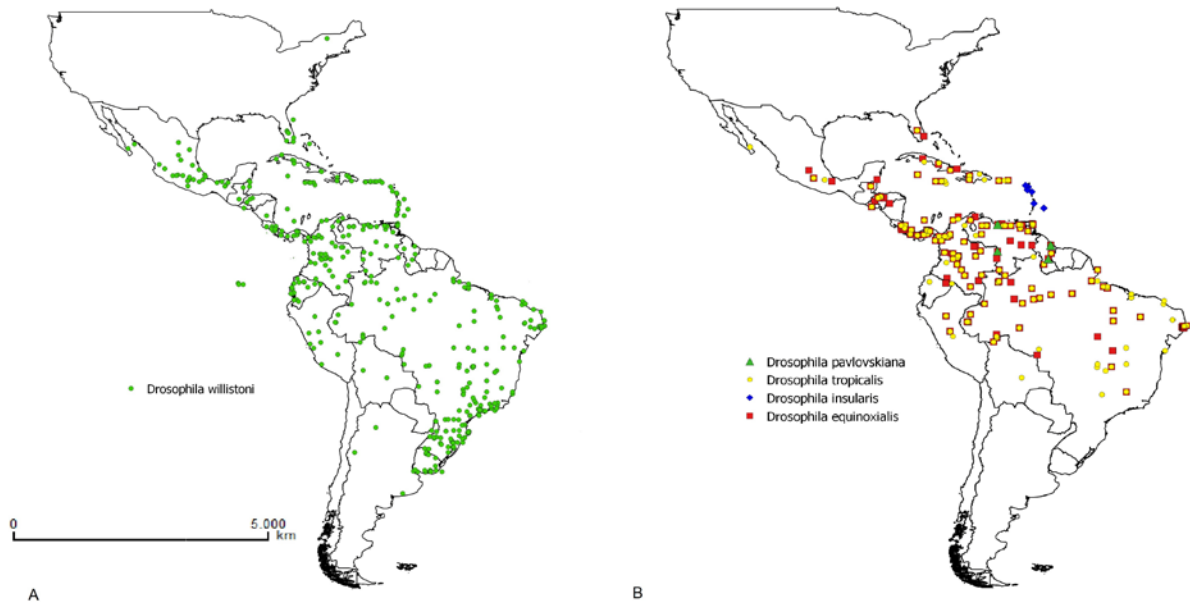 Drosophila willistoni
0 5.000
km
A
Drosophila pavlovskiana
Drosophila tropicalis
Drosophila insularis
Drosophila equinoxialis
B